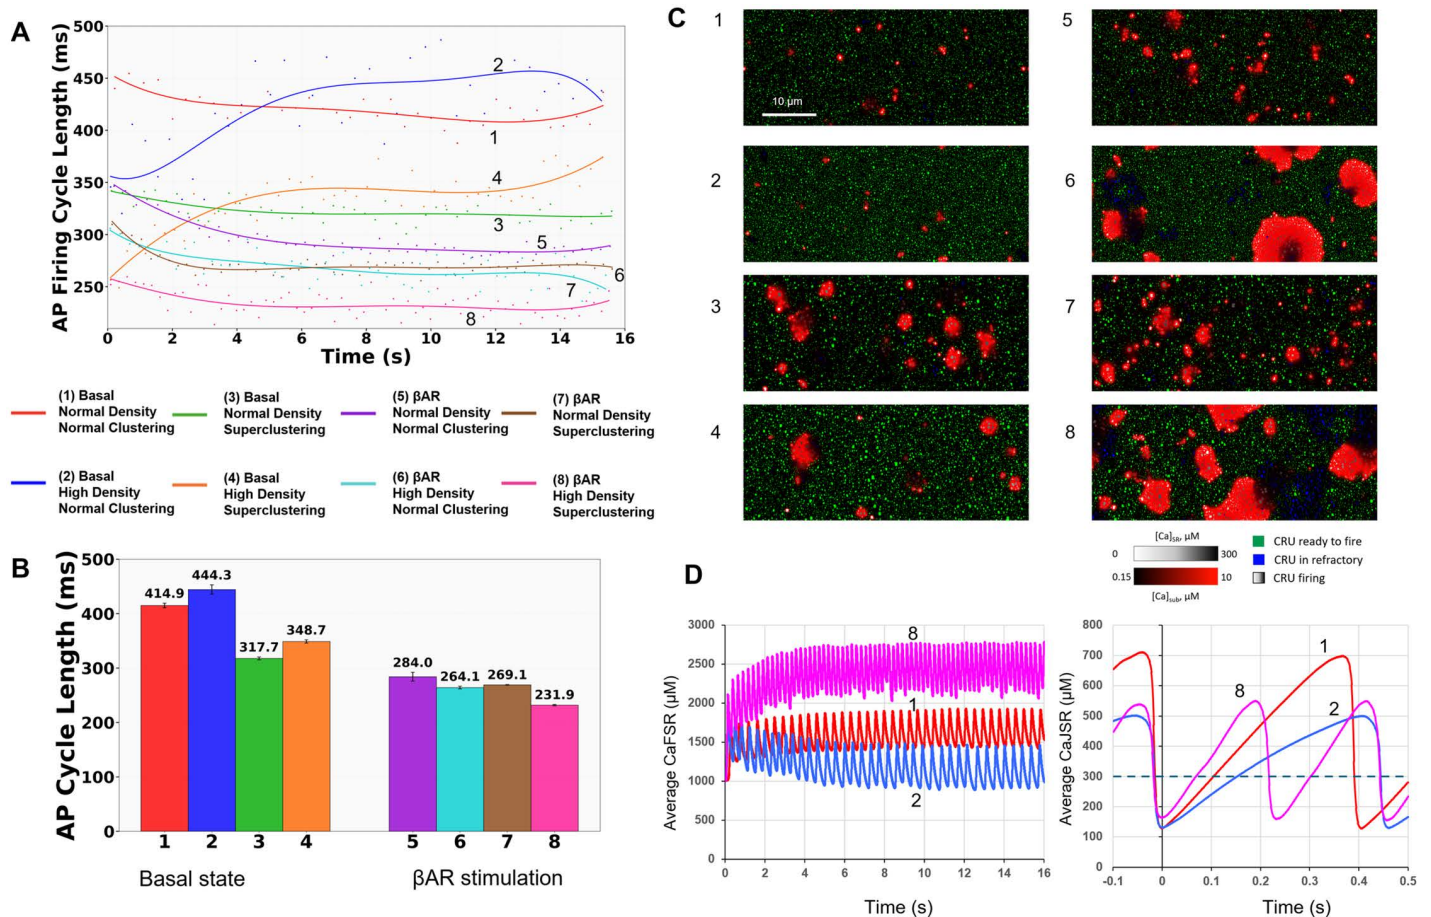 A
AP Firing Cycle Length (ms)
500
450
400
350
300
250
0 2 4 6 8 10 12 14 16
Time (s)
2
1
4
3
5
6
7
8
(1) Basal
Normal Density
Normal Clustering
(3) Basal
Normal Density
Superclustering
(5) βAR
Normal Density
Normal Clustering
(7) βAR
Normal Density
Superclustering
(2) Basal
High Density
Normal Clustering
(4) Basal
High Density
Superclustering
(6) βAR
High Density
Normal Clustering
(8) βAR
High Density
Superclustering
B
AP Cycle Length (ms)
500
400
300
200
100
0
414.9
444.3
317.7
348.7
284.0
264.1
269.1
231.9
1 2 3 4 5 6 7 8
Basal state
βAR stimulation
C
1
10 µm
2
3
4
5
6
7
8
[Ca]SR, µM
0 300
0.15 10
[Ca]sub, µM
CRU ready to fire
CRU in refractory
CRU firing
D
Average CaFSR (µM)
3000
2500
2000
1500
1000
500
0
8
1
2
0 2 4 6 8 10 12 14 16
Time (s)
Average CaJSR (µM)
800
700
600
500
400
300
200
100
0
1
8
2
-0.1 0 0.1 0.2 0.3 0.4 0.5
Time (s)